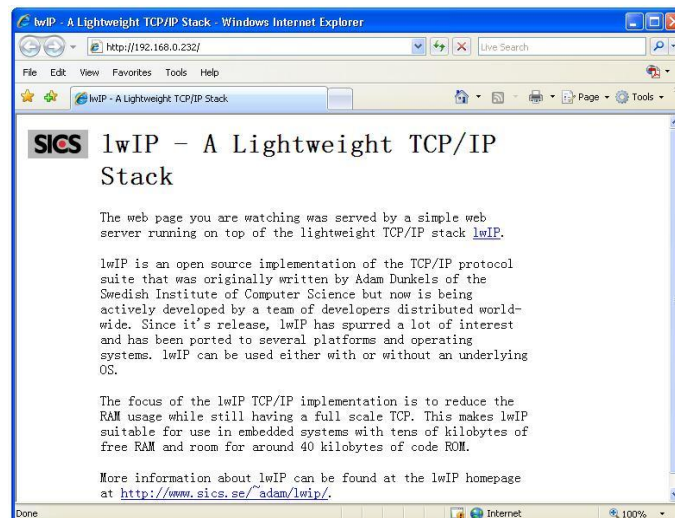 lwIP - A Lightweight TCP/IP Stack - Windows Internet Explorer
http://192.168.0.232/
Live Search
File Edit View Favorites Tools Help
lwIP - A Lightweight TCP/IP Stack
Page
Tools
SICS
lwIP - A Lightweight TCP/IP
Stack
The web page you are watching was served by a simple web
server running on top of the lightweight TCP/IP stack lwIP.
lwIP is an open source implementation of the TCP/IP protocol
suite that was originally written by Adam Dunkels of the
Swedish Institute of Computer Science but now is being
actively developed by a team of developers distributed world-
wide. Since it's release, lwIP has spurred a lot of interest
and has been ported to several platforms and operating
systems. lwIP can be used either with or without an underlying
OS.
The focus of the lwIP TCP/IP implementation is to reduce the
RAM usage while still having a full scale TCP. This makes lwIP
suitable for use in embedded systems with tens of kilobytes of
free RAM and room for around 40 kilobytes of code ROM.
More information about lwIP can be found at the lwIP homepage
at http://www.sics.se/~adam/lwip/.
Done
Internet
100%